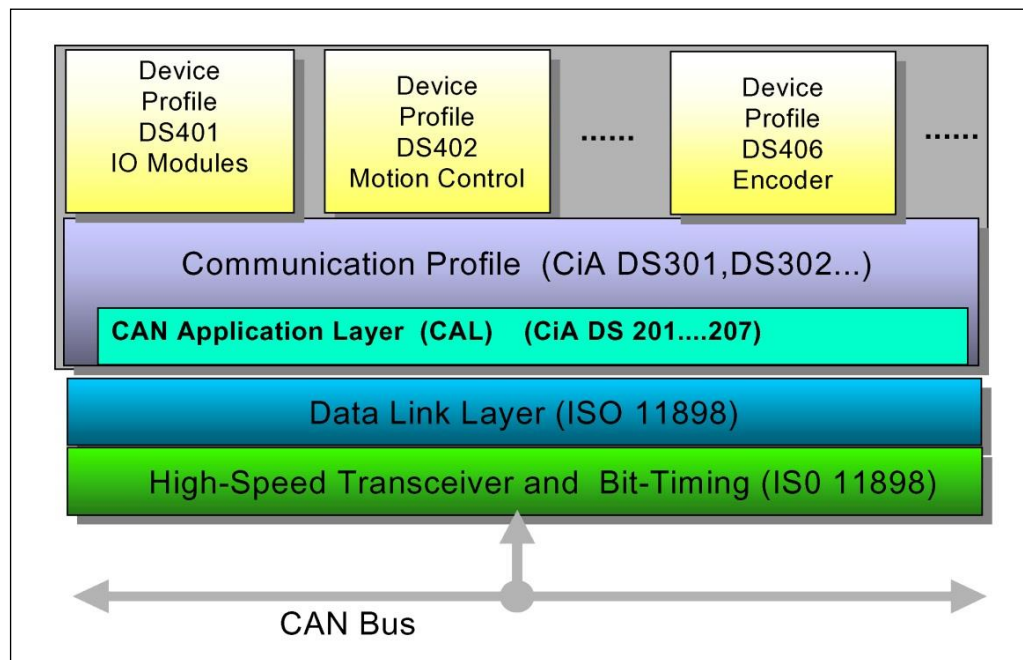 Device
Profile
DS401
IO Modules
Device
Profile
DS402
Motion Control
......
Device
Profile
DS406
Encoder
......
Communication Profile (CiA DS301,DS302...)
CAN Application Layer (CAL) (CiA DS 201....207)
Data Link Layer (ISO 11898)
High-Speed Transceiver and Bit-Timing (IS0 11898)
CAN Bus